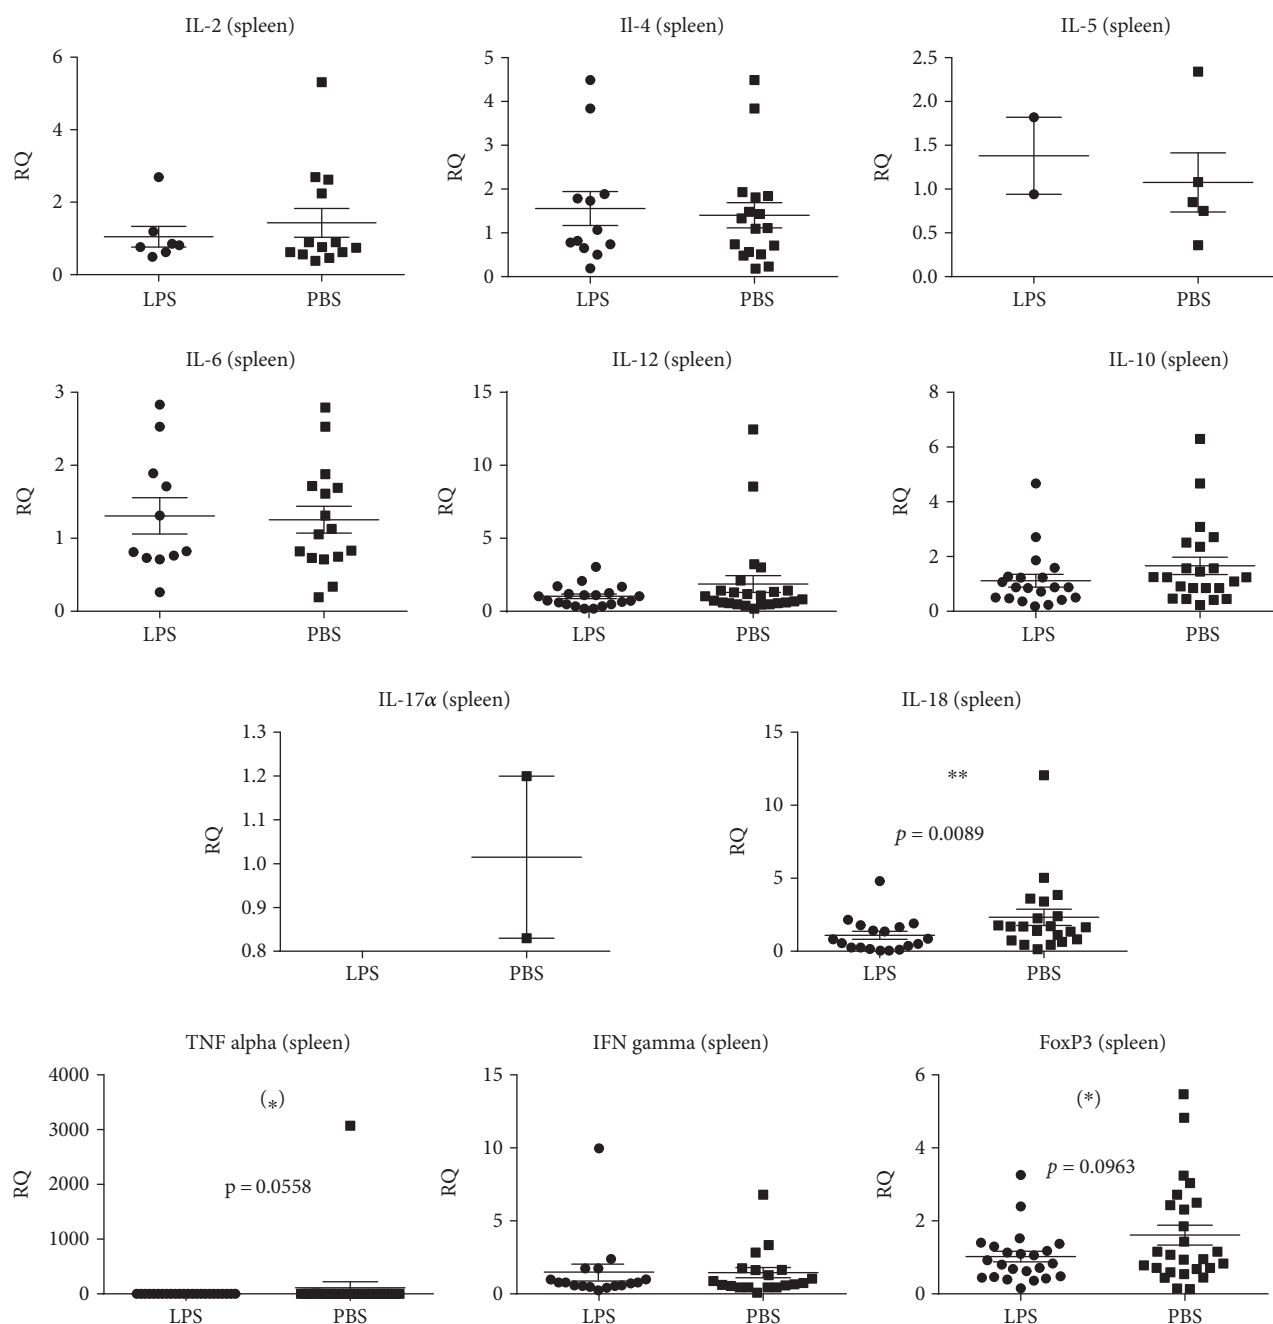 IL-2 (spleen)
6
4
2
0
RQ
LPS
PBS
Il-4 (spleen)
5
4
3
2
1
0
RQ
LPS
PBS
IL-5 (spleen)
2.5
2.0
1.5
1.0
0.5
0.0
RQ
LPS
PBS
IL-6 (spleen)
3
2
1
0
RQ
LPS
PBS
IL-12 (spleen)
15
10
5
0
RQ
LPS
PBS
IL-10 (spleen)
8
6
4
2
0
RQ
LPS
PBS
IL-17α (spleen)
1.3
1.2
1.1
1.0
0.9
0.8
RQ
LPS
PBS
IL-18 (spleen)
15
10
5
0
RQ
**
p = 0.0089
LPS
PBS
TNF alpha (spleen)
4000
3000
2000
1000
0
RQ
(*)
p = 0.0558
LPS
PBS
IFN gamma (spleen)
15
10
5
0
RQ
LPS
PBS
FoxP3 (spleen)
6
4
2
0
RQ
(*)
p = 0.0963
LPS
PBS